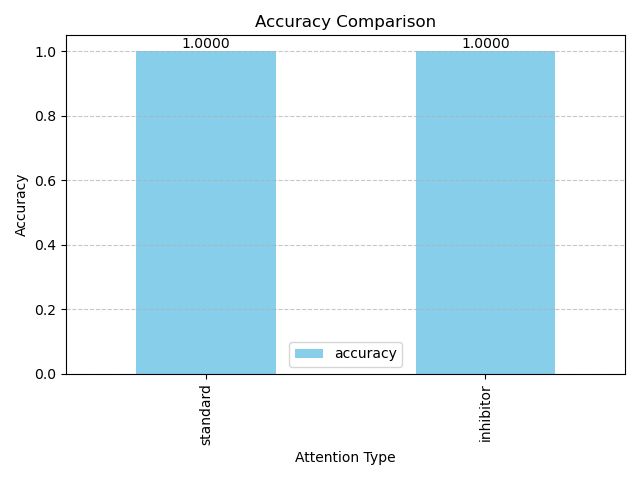 Accuracy Comparison
1.0000
1.0000
1.0
0.8
0.6
0.4
0.2
0.0
Accuracy
accuracy
standard
inhibitor
Attention Type